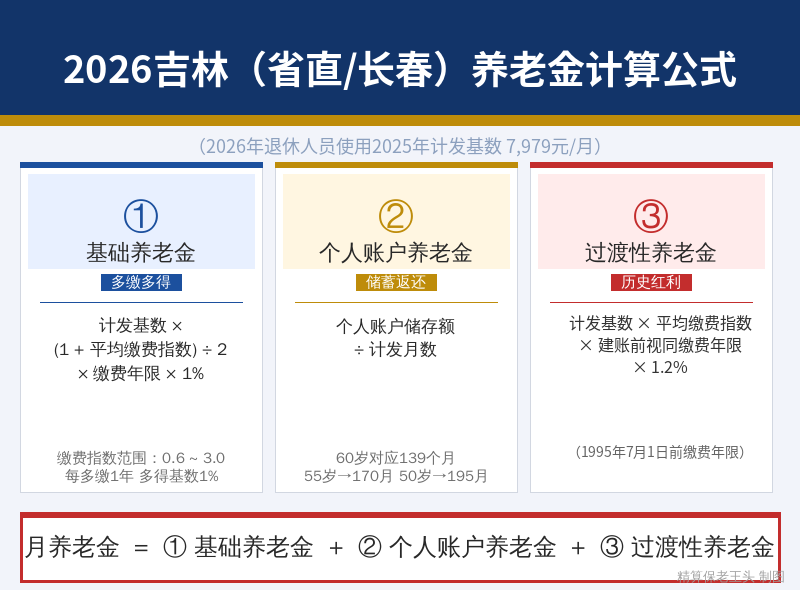 2026吉林（省直/长春）养老金计算公式
（2026年退休人员使用2025年计发基数 7,979元/月）
①
基础养老金
多缴多得
计发基数 ×
(1 + 平均缴费指数) ÷ 2
× 缴费年限 × 1%
缴费指数范围：0.6 ~ 3.0
每多缴1年 多得基数1%
②
个人账户养老金
储蓄返还
个人账户储存额
÷ 计发月数
60岁对应139个月
55岁→170月 50岁→195月
③
过渡性养老金
历史红利
计发基数 × 平均缴费指数
× 建账前视同缴费年限
× 1.2%
（1995年7月1日前缴费年限）
月养老金 = ① 基础养老金 + ② 个人账户养老金 + ③ 过渡性养老金
精算保老王头 制图